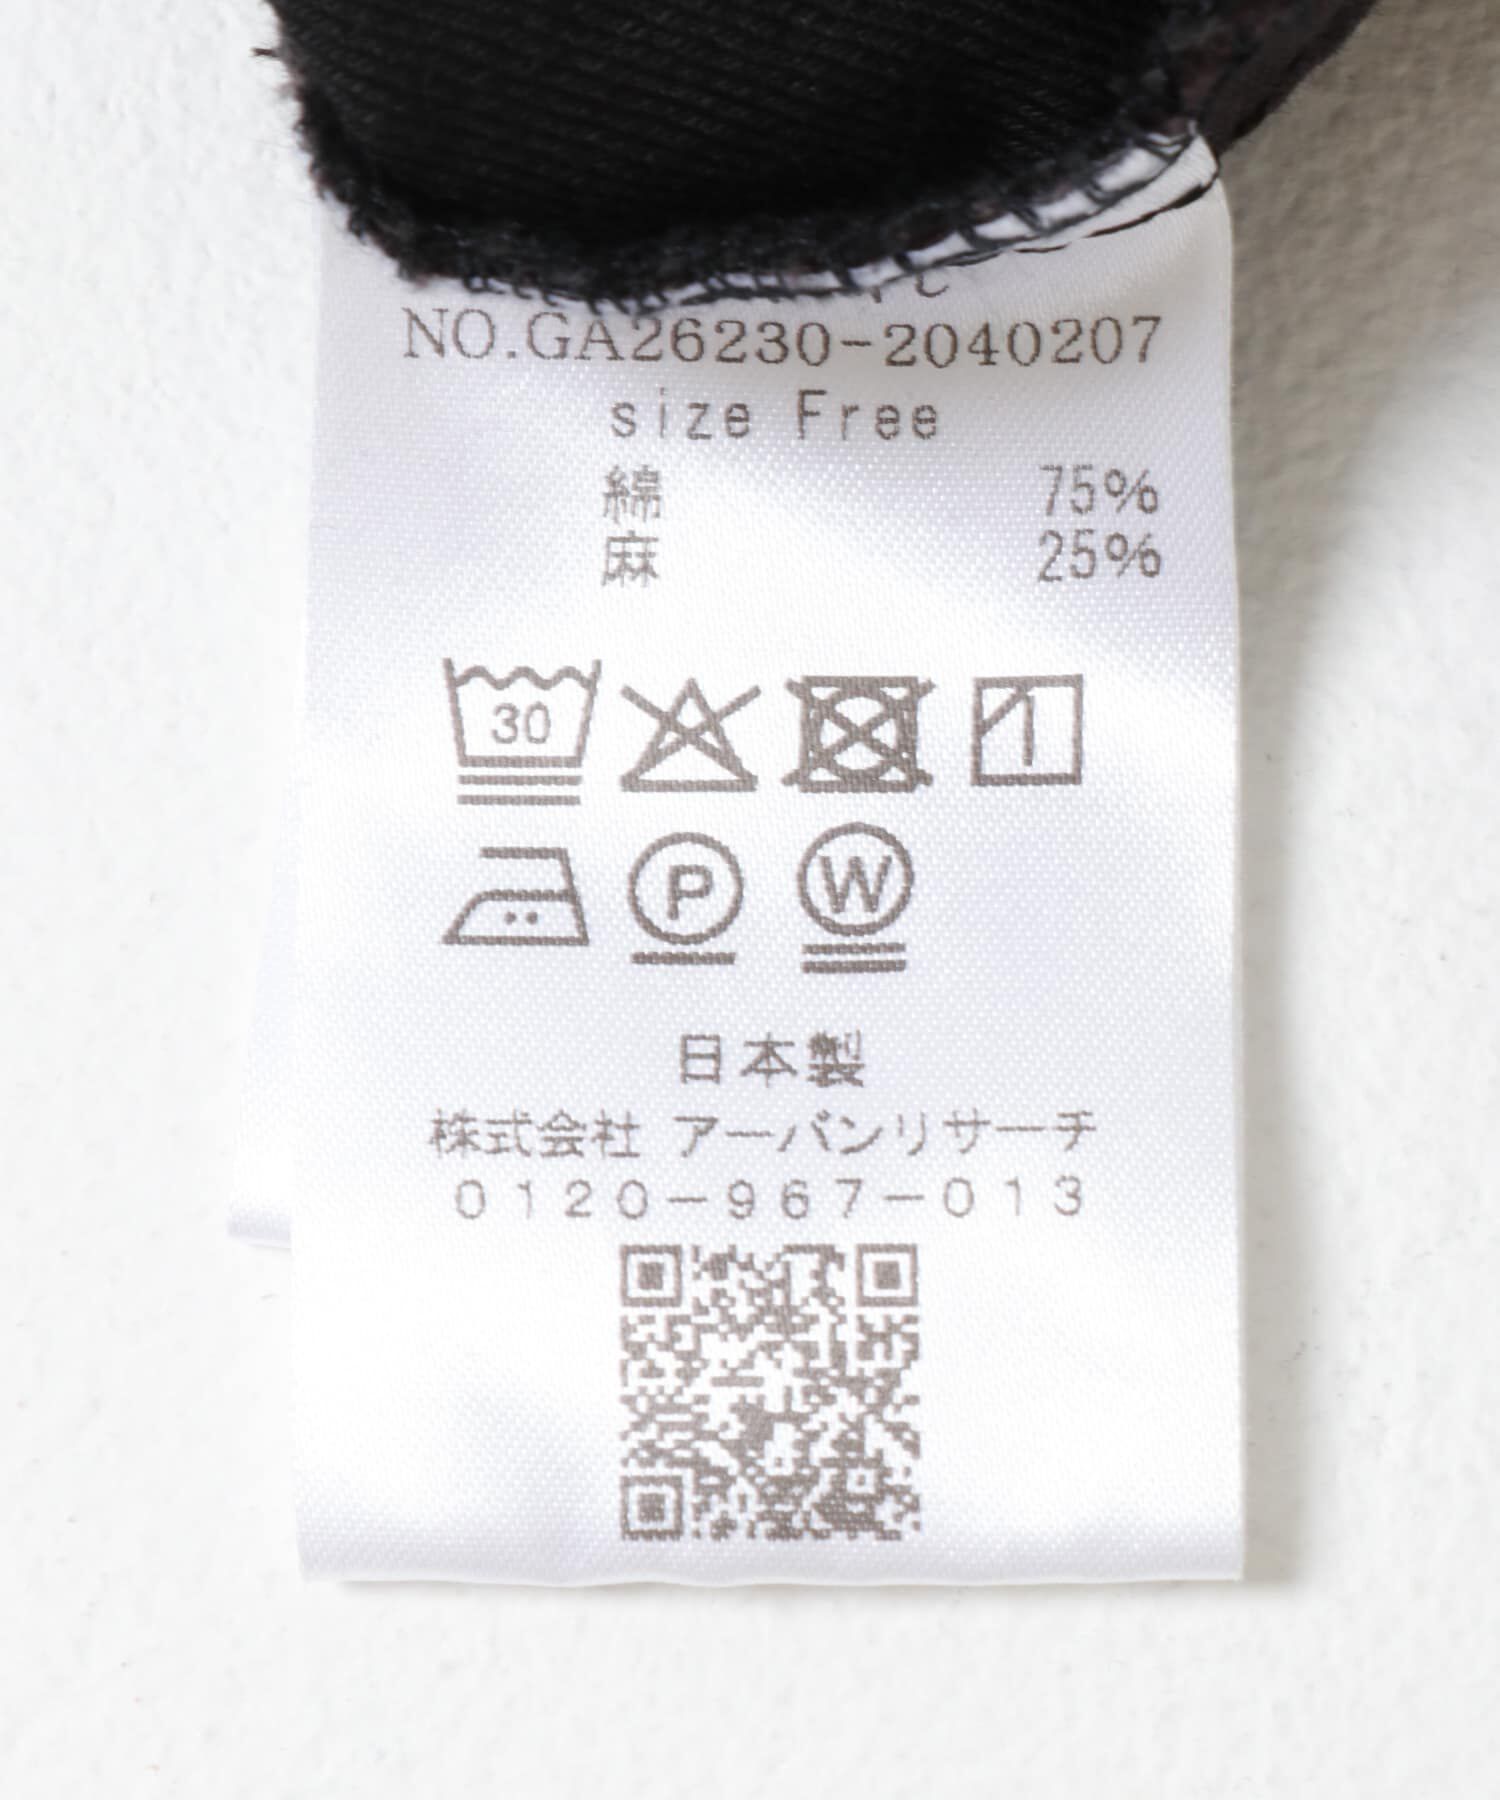 NO.GA26230-2040207
size Free
綿 75%
麻 25%
30
P W
日本製
株式会社 アーバンリサーチ
0120-967-013